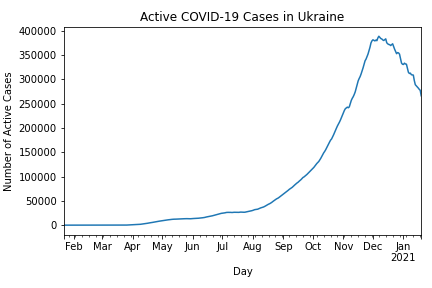 Active COVID-19 Cases in Ukraine
Number of Active Cases
400000
350000
300000
250000
200000
150000
100000
50000
0
Feb Mar Apr May Jun Jul Aug Sep Oct Nov Dec Jan
2021
Day